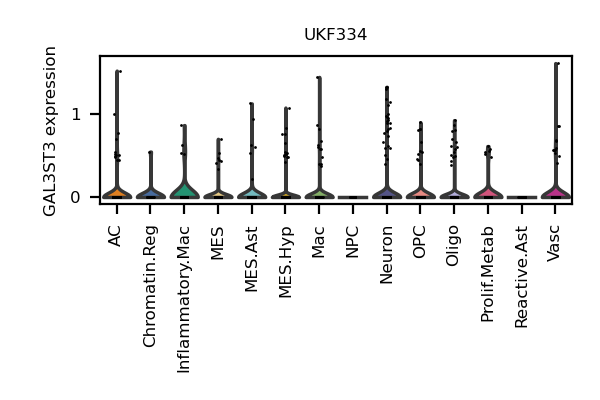 UKF334
GAL3ST3 expression
1
0
AC
Chromatin.Reg
Inflammatory.Mac
MES
MES.Ast
MES.Hyp
Mac
NPC
Neuron
OPC
Oligo
Prolif.Metab
Reactive.Ast
Vasc